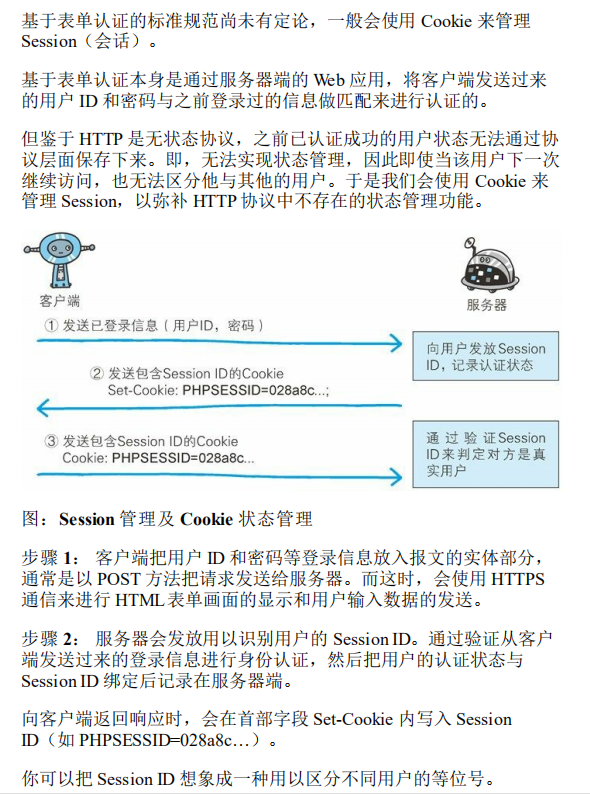 基于表单认证的标准规范尚未有定论，一般会使用 Cookie 来管理
Session（会话）。
基于表单认证本身是通过服务器端的 Web 应用，将客户端发送过来
的用户 ID 和密码与之前登录过的信息做匹配来进行认证的。
但鉴于 HTTP 是无状态协议，之前已认证成功的用户状态无法通过协
议层面保存下来。即，无法实现状态管理，因此即使当该用户下一次
继续访问，也无法区分他与其他的用户。于是我们会使用 Cookie 来
管理 Session，以弥补 HTTP 协议中不存在的状态管理功能。
客户端
服务器
① 发送已登录信息（用户ID，密码）
向用户发放Session
ID，记录认证状态
② 发送包含Session ID的Cookie
Set-Cookie: PHPSESSID=028a8c…;
③ 发送包含Session ID的Cookie
Cookie: PHPSESSID=028a8c…
通过验证Session
ID来判定对方是真
实用户
图：Session 管理及 Cookie 状态管理
步骤 1： 客户端把用户 ID 和密码等登录信息放入报文的实体部分，
通常是以 POST 方法把请求发送给服务器。而这时，会使用 HTTPS
通信来进行 HTML 表单画面的显示和用户输入数据的发送。
步骤 2： 服务器会发放用以识别用户的 Session ID。通过验证从客户
端发送过来的登录信息进行身份认证，然后把用户的认证状态与
Session ID 绑定后记录在服务器端。
向客户端返回响应时，会在首部字段 Set-Cookie 内写入 Session
ID（如 PHPSESSID=028a8c…）。
你可以把 Session ID 想象成一种用以区分不同用户的等位号。